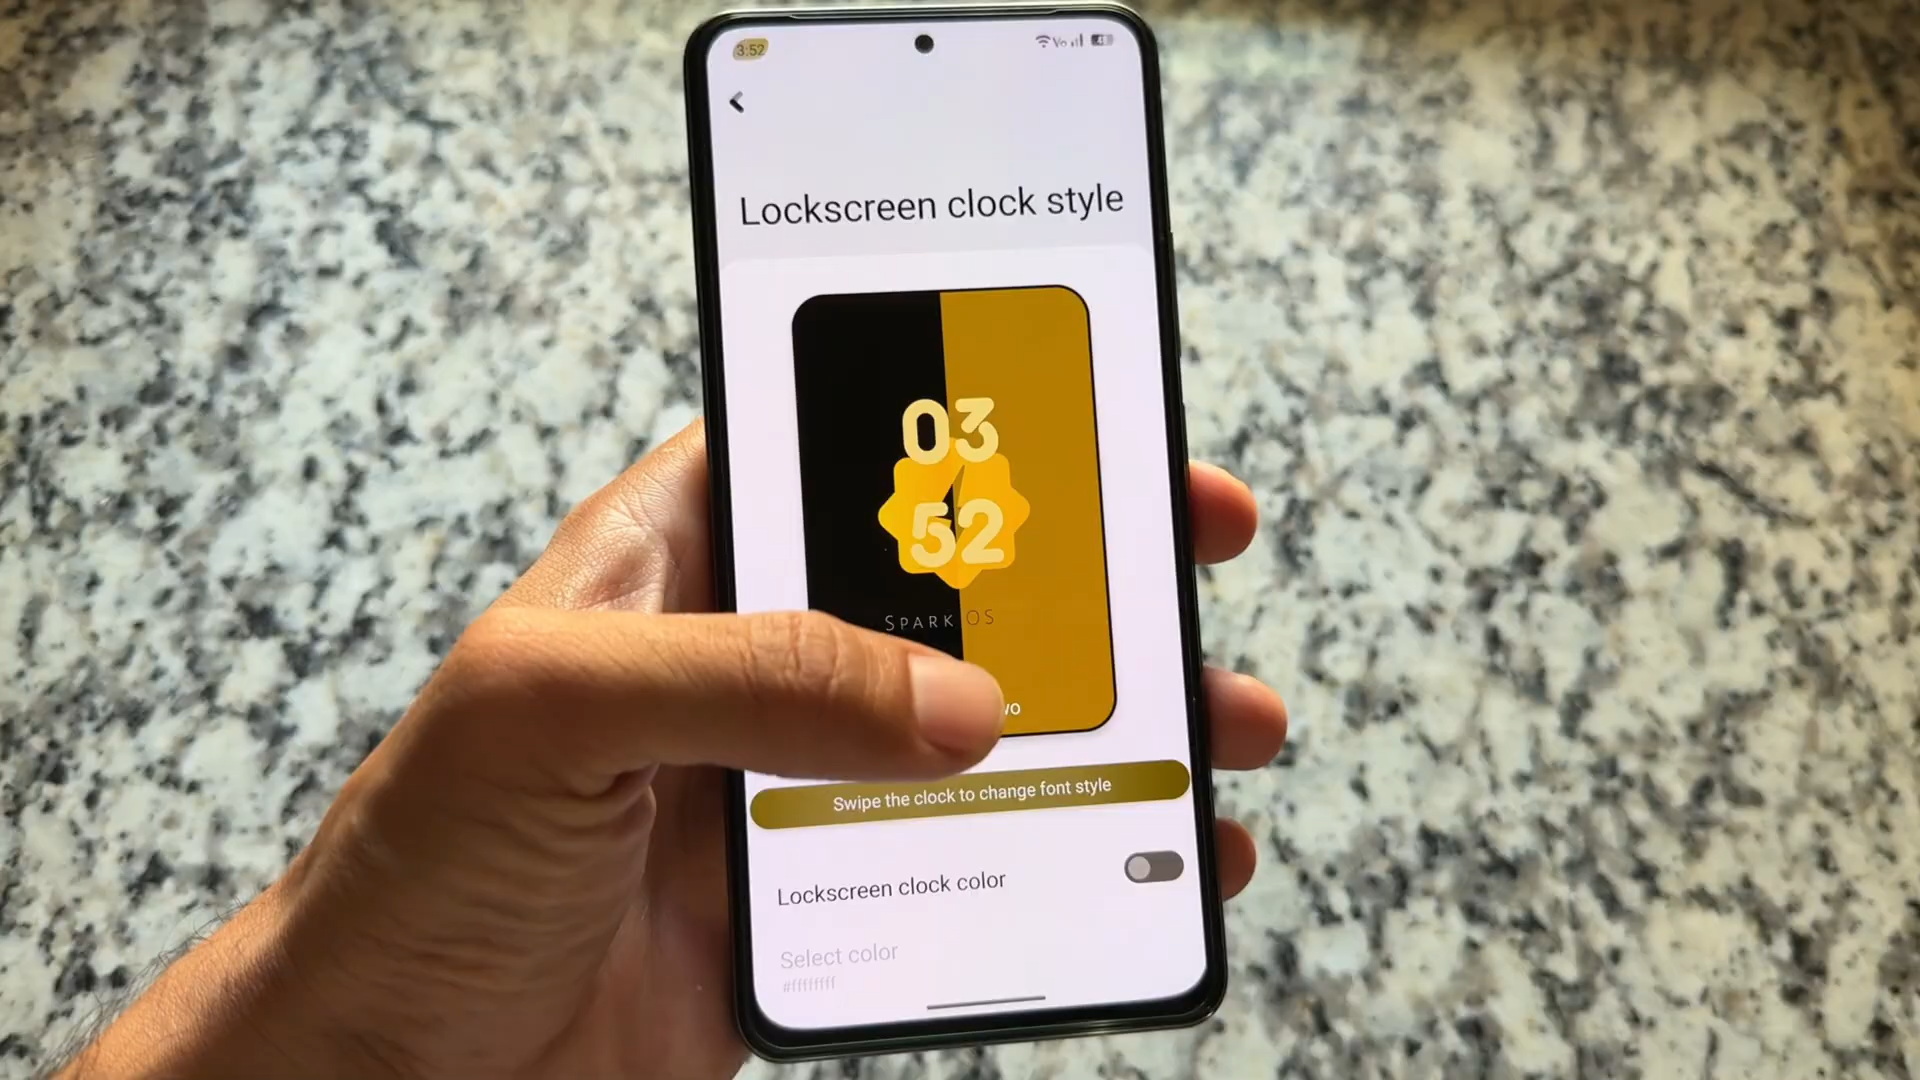 3:52
Lockscreen clock style
03
52
SPARK OS
Swipe the clock to change font style
Lockscreen clock color
Select color
#ffffffff